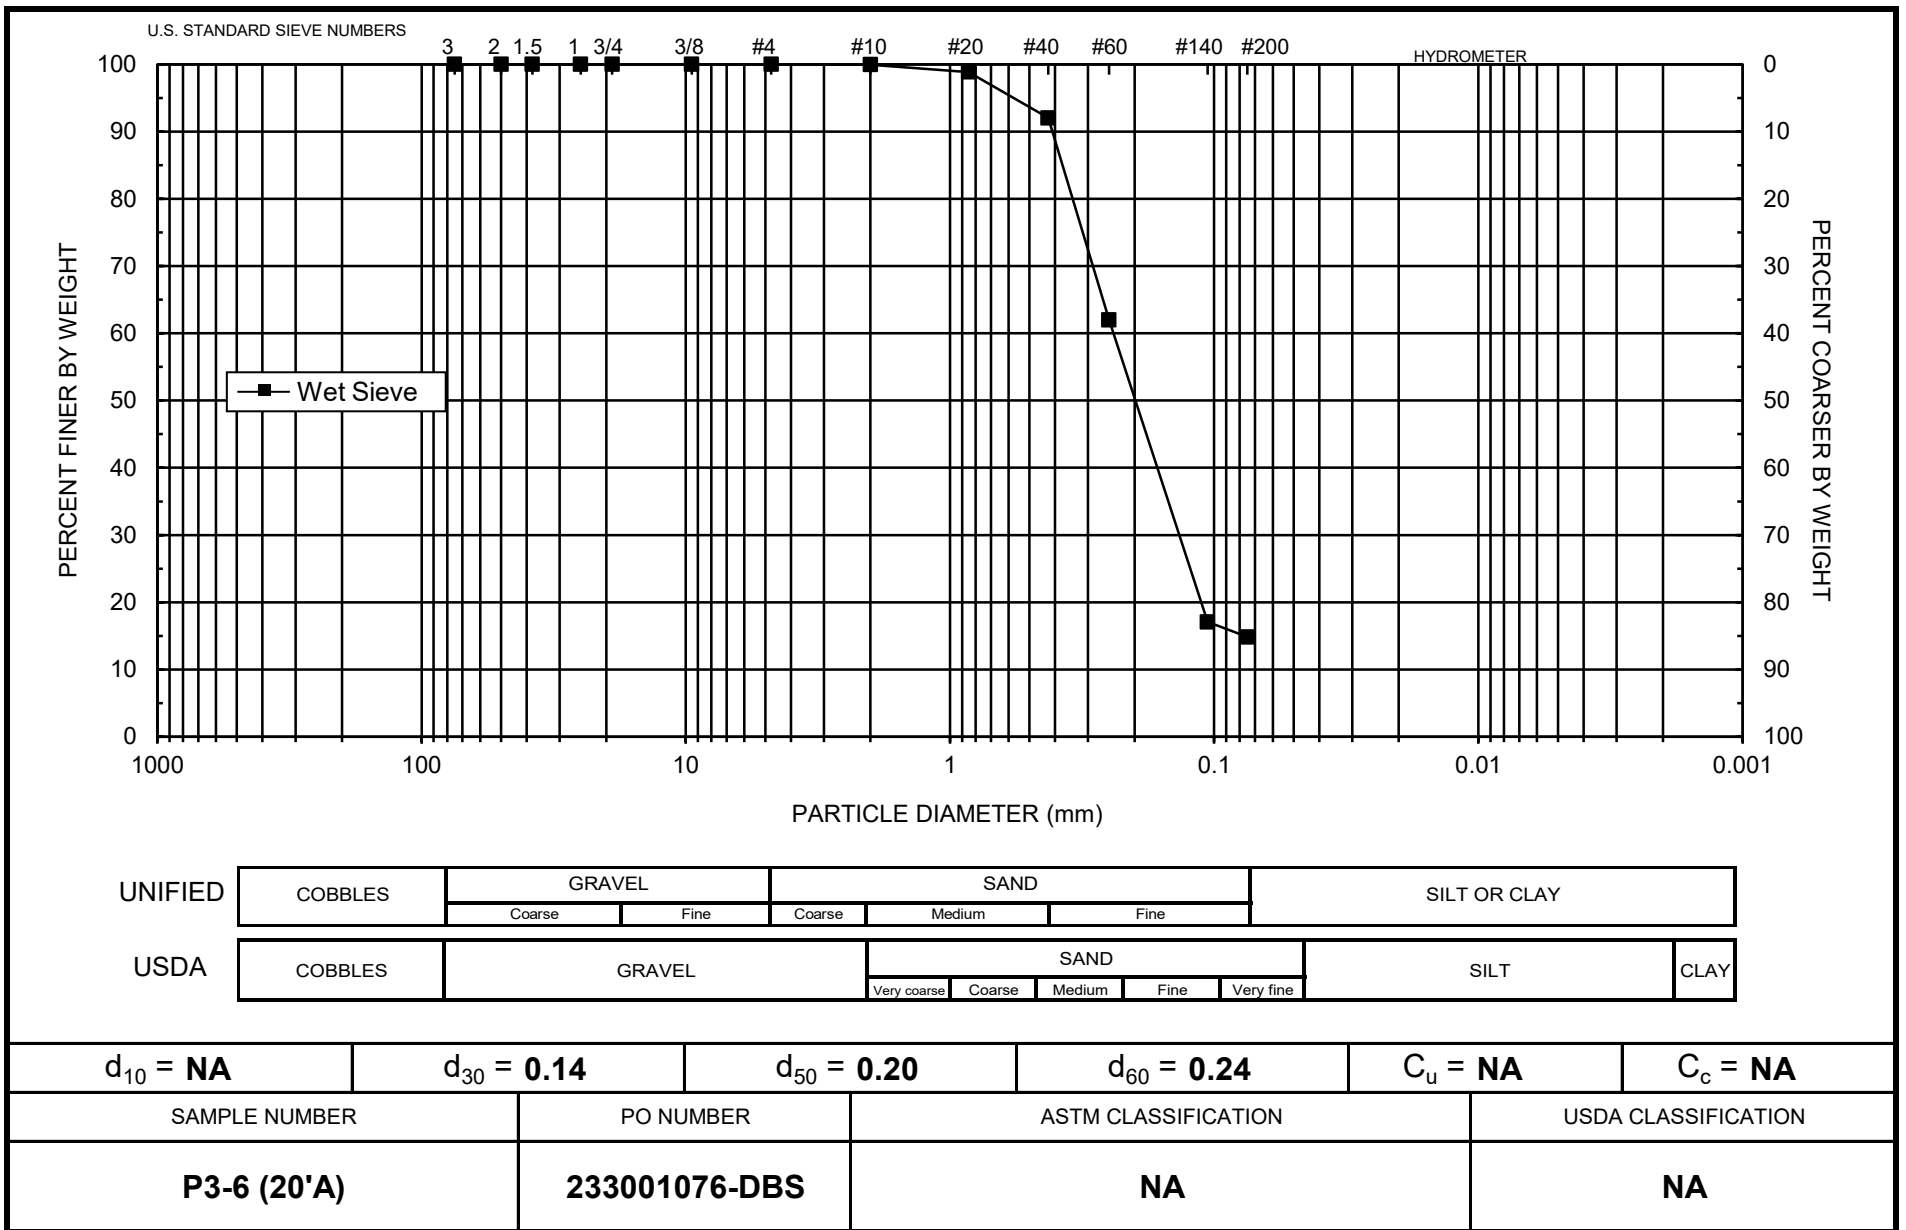 U.S. STANDARD SIEVE NUMBERS
3 2 1.5 1 3/4 3/8 #4 #10 #20 #40 #60 #140 #200
HYDROMETER
100 0
90 10
80 20
70 30
60 40
50 50
40 60
30 70
20 80
10 90
0 100
PERCENT FINER BY WEIGHT
PERCENT COARSER BY WEIGHT
Wet Sieve
1000 100 10 1 0.1 0.01 0.001
PARTICLE DIAMETER (mm)
UNIFIED
COBBLES GRAVEL SAND SILT OR CLAY
Coarse Fine Coarse Medium Fine
USDA
COBBLES GRAVEL SAND SILT CLAY
Very coarse Coarse Medium Fine Very fine
d10 = NA d30 = 0.14 d50 = 0.20 d60 = 0.24 Cu = NA Cc = NA
SAMPLE NUMBER PO NUMBER ASTM CLASSIFICATION USDA CLASSIFICATION
P3-6 (20'A) 233001076-DBS NA NA